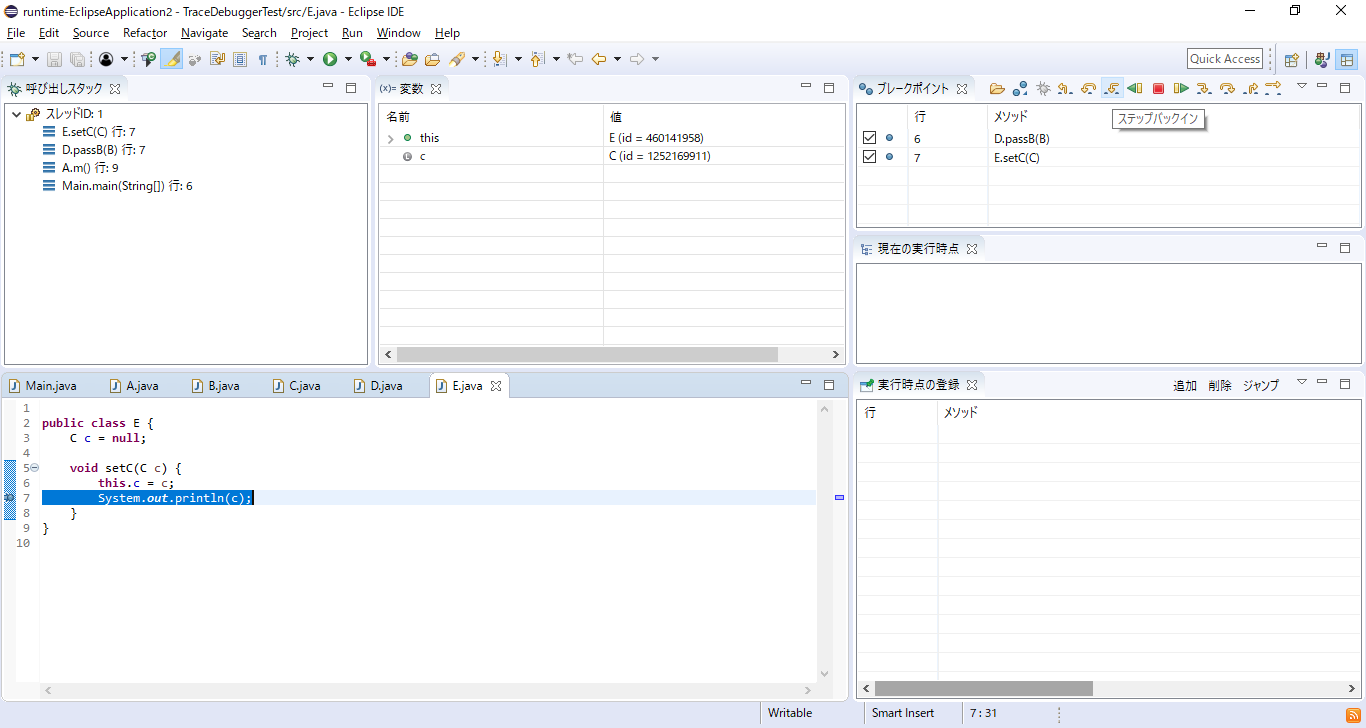 runtime-EclipseApplication2 - TraceDebuggerTest/src/E.java - Eclipse IDE
File Edit Source Refactor Navigate Search Project Run Window Help
Quick Access
呼び出しスタック
スレッドID: 1
E.setC(C) 行: 7
D.passB(B) 行: 7
A.m() 行: 9
Main.main(String[]) 行: 6
(x)= 変数
名前 値
this E (id = 460141958)
c C (id = 1252169911)
ブレークポイント
ステップバックイン
行 メソッド
6 D.passB(B)
7 E.setC(C)
現在の実行時点
Main.java A.java B.java C.java D.java E.java
1
2 public class E {
3 C c = null;
4
5 void setC(C c) {
6 this.c = c;
7 System.out.println(c);
8 }
9 }
10
実行時点の登録 追加 削除 ジャンプ
行 メソッド
Writable Smart Insert 7 : 31